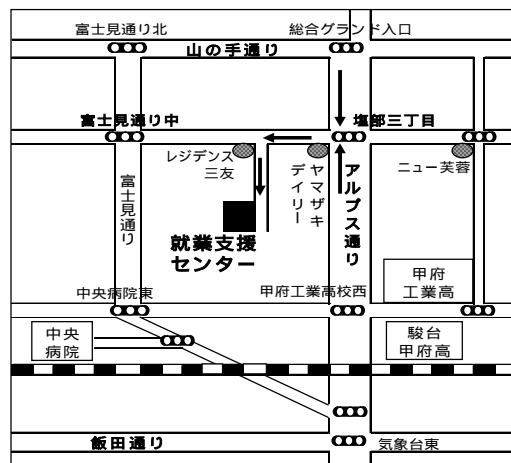 富士見通り北
総合グランド入口
山の手通り
富士見通り中
塩部三丁目
レジデンス
三友
ヤマザキ
デイリー
アルプス通り
ニュー芙蓉
富士見通り
就業支援
センター
甲府
工業高
中央病院東
甲府工業高校西
中央
病院
駿台
甲府高
飯田通り
気象台東